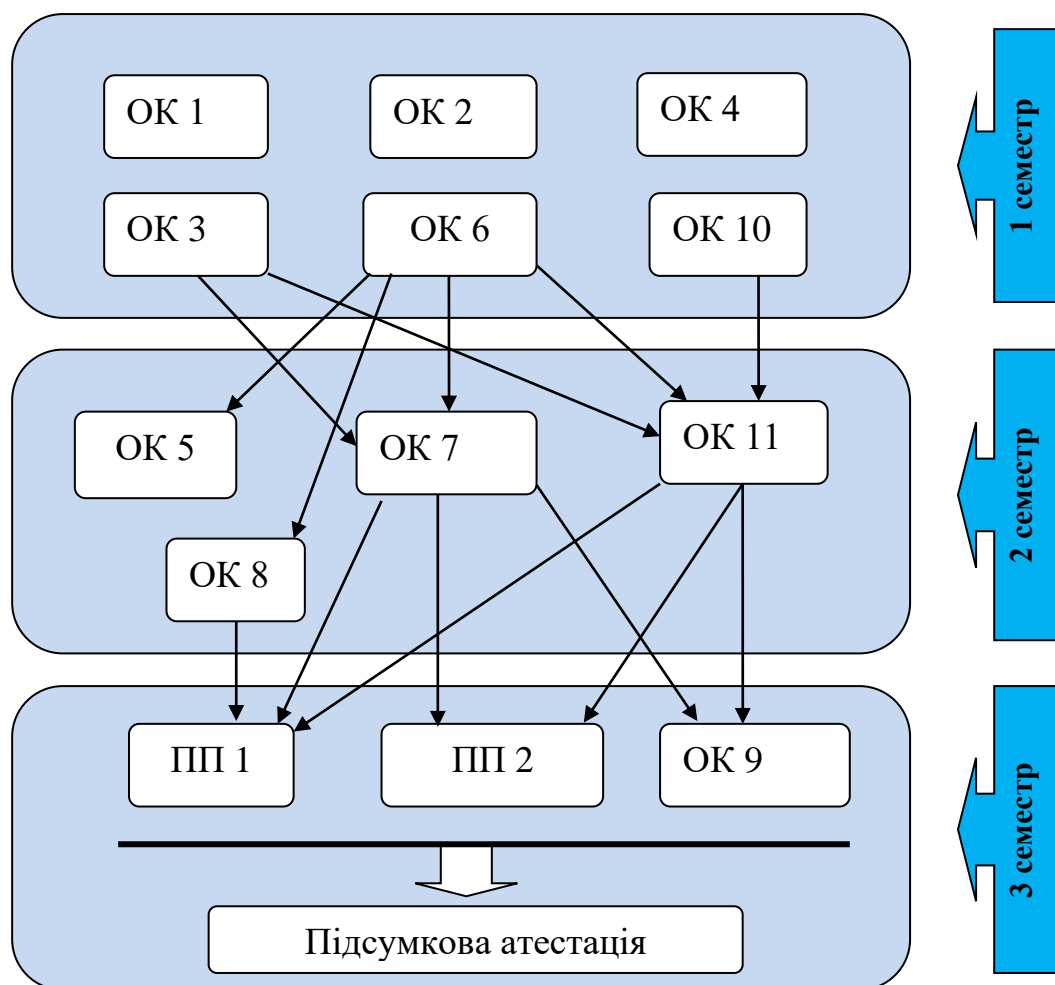 ОК 1
ОК 2
ОК 4
ОК 3
ОК 6
ОК 10
1 семестр
ОК 5
ОК 7
ОК 11
ОК 8
2 семестр
ПП 1
ПП 2
ОК 9
Підсумкова атестація
3 семестр